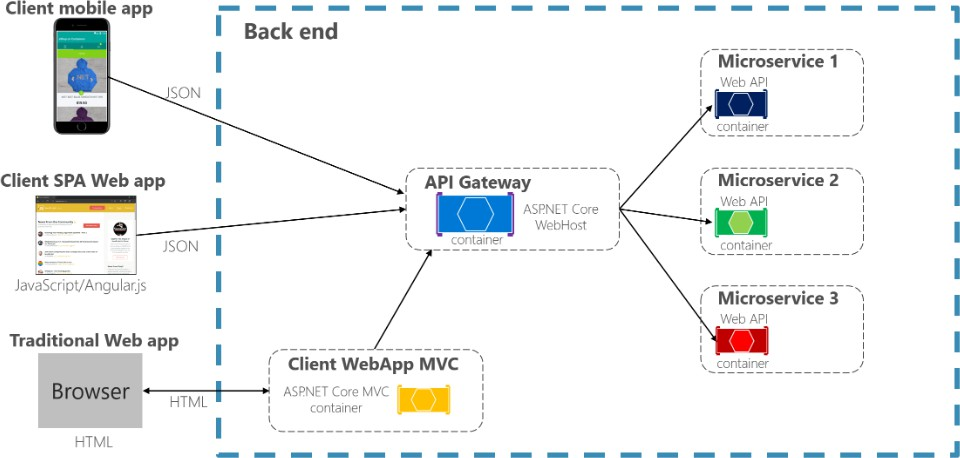 Client mobile app
JSON
Back end
Microservice 1
Web API
container
Client SPA Web app
JSON
JavaScript/Angular.js
API Gateway
ASP.NET Core
WebHost
container
Microservice 2
Web API
container
Microservice 3
Web API
container
Traditional Web app
Browser
HTML
HTML
Client WebApp MVC
ASP.NET Core MVC
container